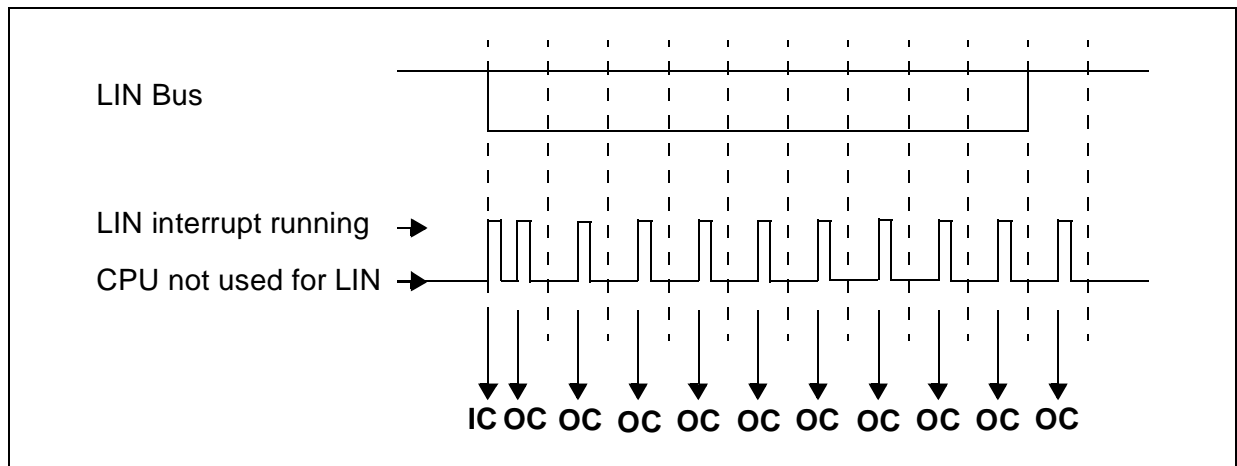 LIN Bus
LIN interrupt running
CPU not used for LIN
IC OC OC OC OC OC OC OC OC OC OC